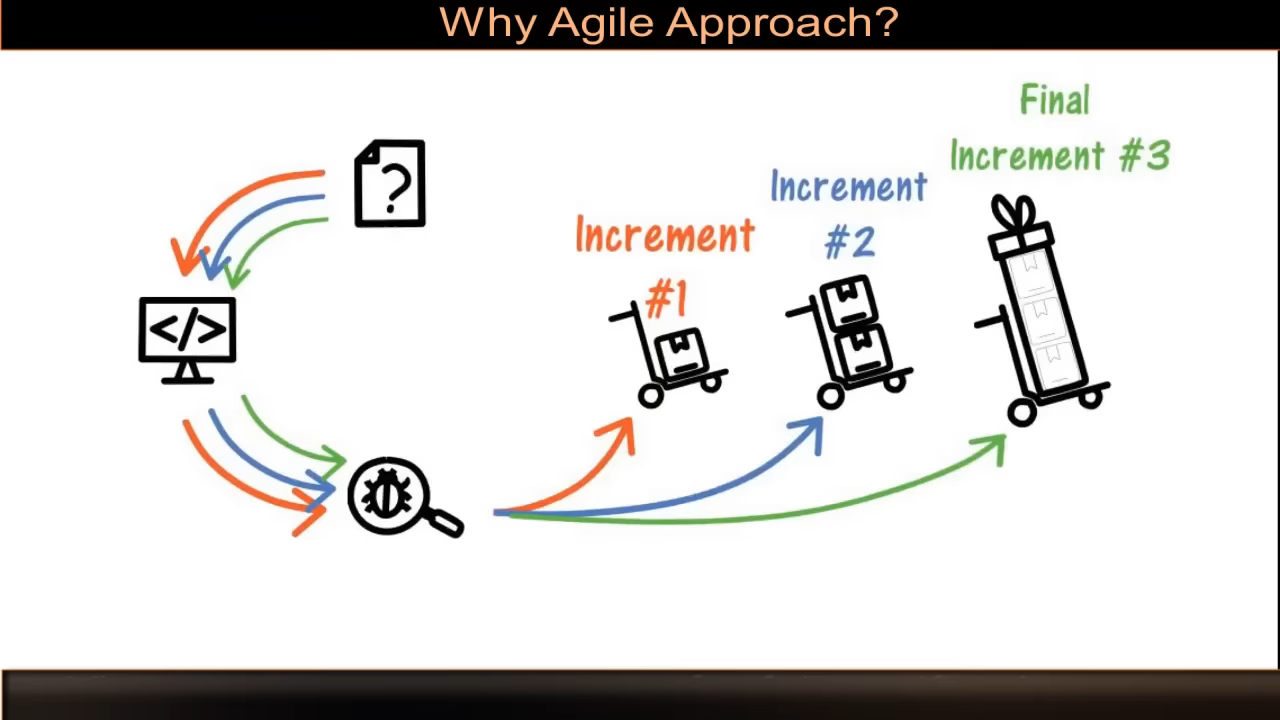 Why Agile Approach?
?
</>
Increment
#1
Increment
#2
Final
Increment #3